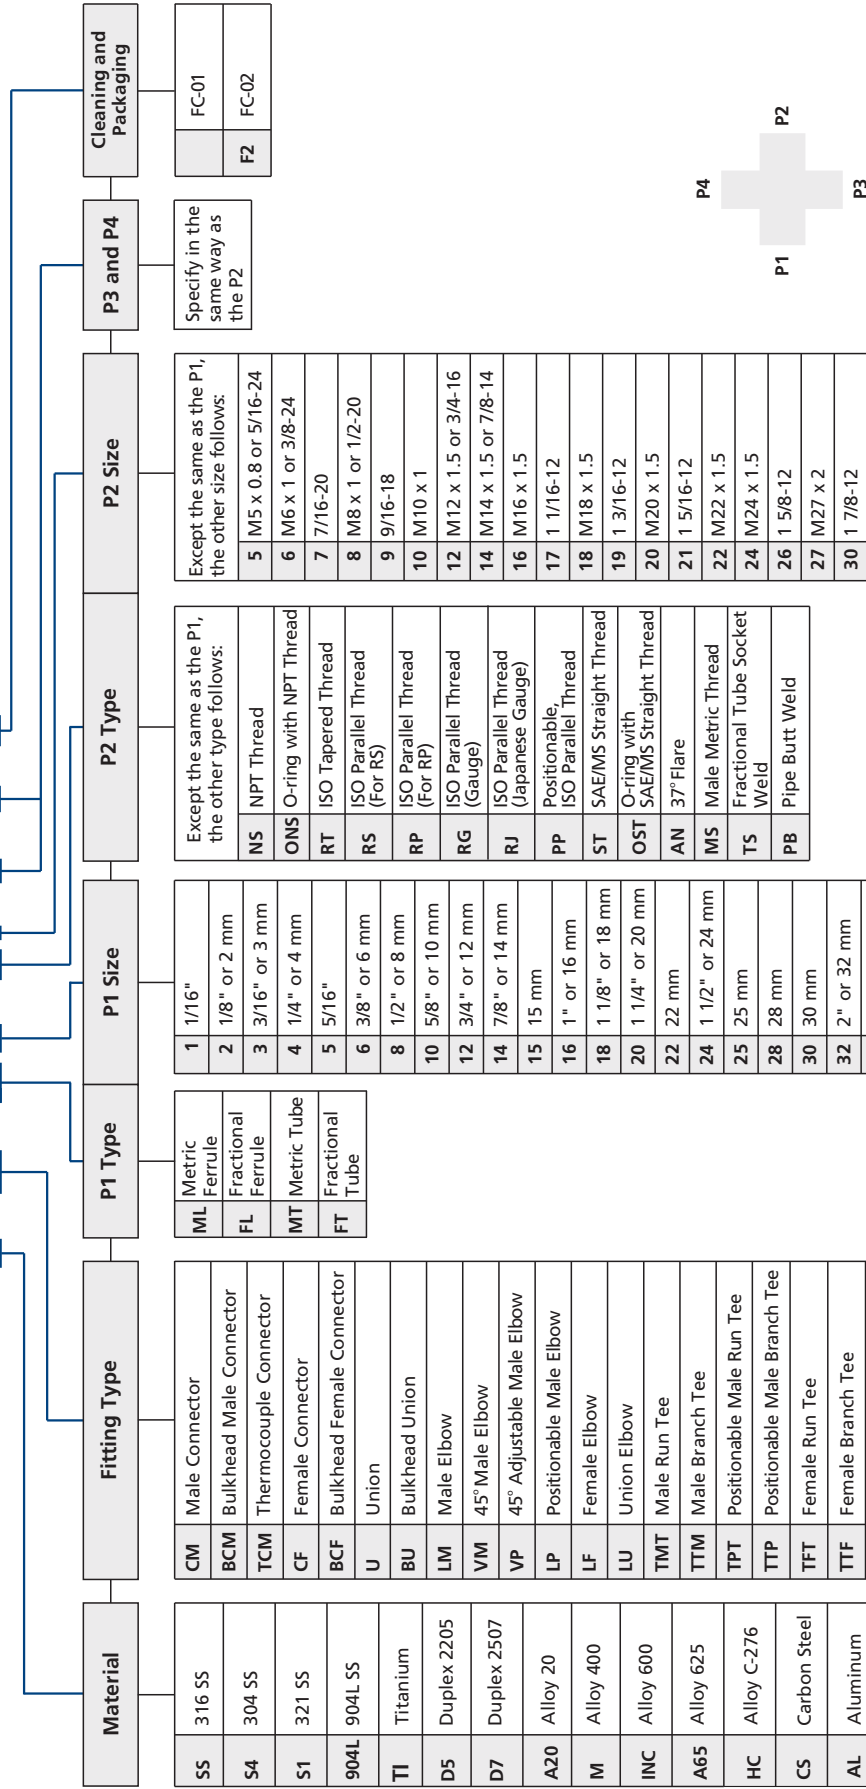 Material
SS 316 SS
S4 304 SS
S1 321 SS
904L 904L SS
TI Titanium
D5 Duplex 2205
D7 Duplex 2507
A20 Alloy 20
M Alloy 400
INC Alloy 600
A65 Alloy 625
HC Alloy C-276
CS Carbon Steel
AL Aluminum
Fitting Type
CM Male Connector
BCM Bulkhead Male Connector
TCM Thermocouple Connector
CF Female Connector
BCF Bulkhead Female Connector
U Union
BU Bulkhead Union
LM Male Elbow
VM 45° Male Elbow
VP 45° Adjustable Male Elbow
LP Positionable Male Elbow
LF Female Elbow
LU Union Elbow
TMT Male Run Tee
TTM Male Branch Tee
TPT Positionable Male Run Tee
TTP Positionable Male Branch Tee
TFT Female Run Tee
TTF Female Branch Tee
P1 Type
ML Metric
Ferrule
FL Fractional
Ferrule
MT Metric Tube
FT Fractional
Tube
P1 Size
1 1/16"
2 1/8" or 2 mm
3 3/16" or 3 mm
4 1/4" or 4 mm
5 5/16"
6 3/8" or 6 mm
8 1/2" or 8 mm
10 5/8" or 10 mm
12 3/4" or 12 mm
14 7/8" or 14 mm
15 15 mm
16 1" or 16 mm
18 1 1/8" or 18 mm
20 1 1/4" or 20 mm
22 22 mm
24 1 1/2" or 24 mm
25 25 mm
28 28 mm
30 30 mm
32 2" or 32 mm
P2 Type
Except the same as the P1,
the other type follows:
NS NPT Thread
ONS O-ring with NPT Thread
RT ISO Tapered Thread
RS ISO Parallel Thread
(For RS)
RP ISO Parallel Thread
(For RP)
RG ISO Parallel Thread
(Gauge)
RJ ISO Parallel Thread
(Japanese Gauge)
PP Positionable,
ISO Parallel Thread
ST SAE/MS Straight Thread
OST O-ring with
SAE/MS Straight Thread
AN 37° Flare
MS Male Metric Thread
TS Fractional Tube Socket
Weld
PB Pipe Butt Weld
P2 Size
Except the same as the P1,
the other size follows:
5 M5 x 0.8 or 5/16-24
6 M6 x 1 or 3/8-24
7 7/16-20
8 M8 x 1 or 1/2-20
9 9/16-18
10 M10 x 1
12 M12 x 1.5 or 3/4-16
14 M14 x 1.5 or 7/8-14
16 M16 x 1.5
17 1 1/16-12
18 M18 x 1.5
19 1 3/16-12
20 M20 x 1.5
21 1 5/16-12
22 M22 x 1.5
24 M24 x 1.5
26 1 5/8-12
27 M27 x 2
30 1 7/8-12
P3 and P4
Specify in the
same way as
the P2
Cleaning and
Packaging
FC-01
F2 FC-02
P4
P1 P2
P3